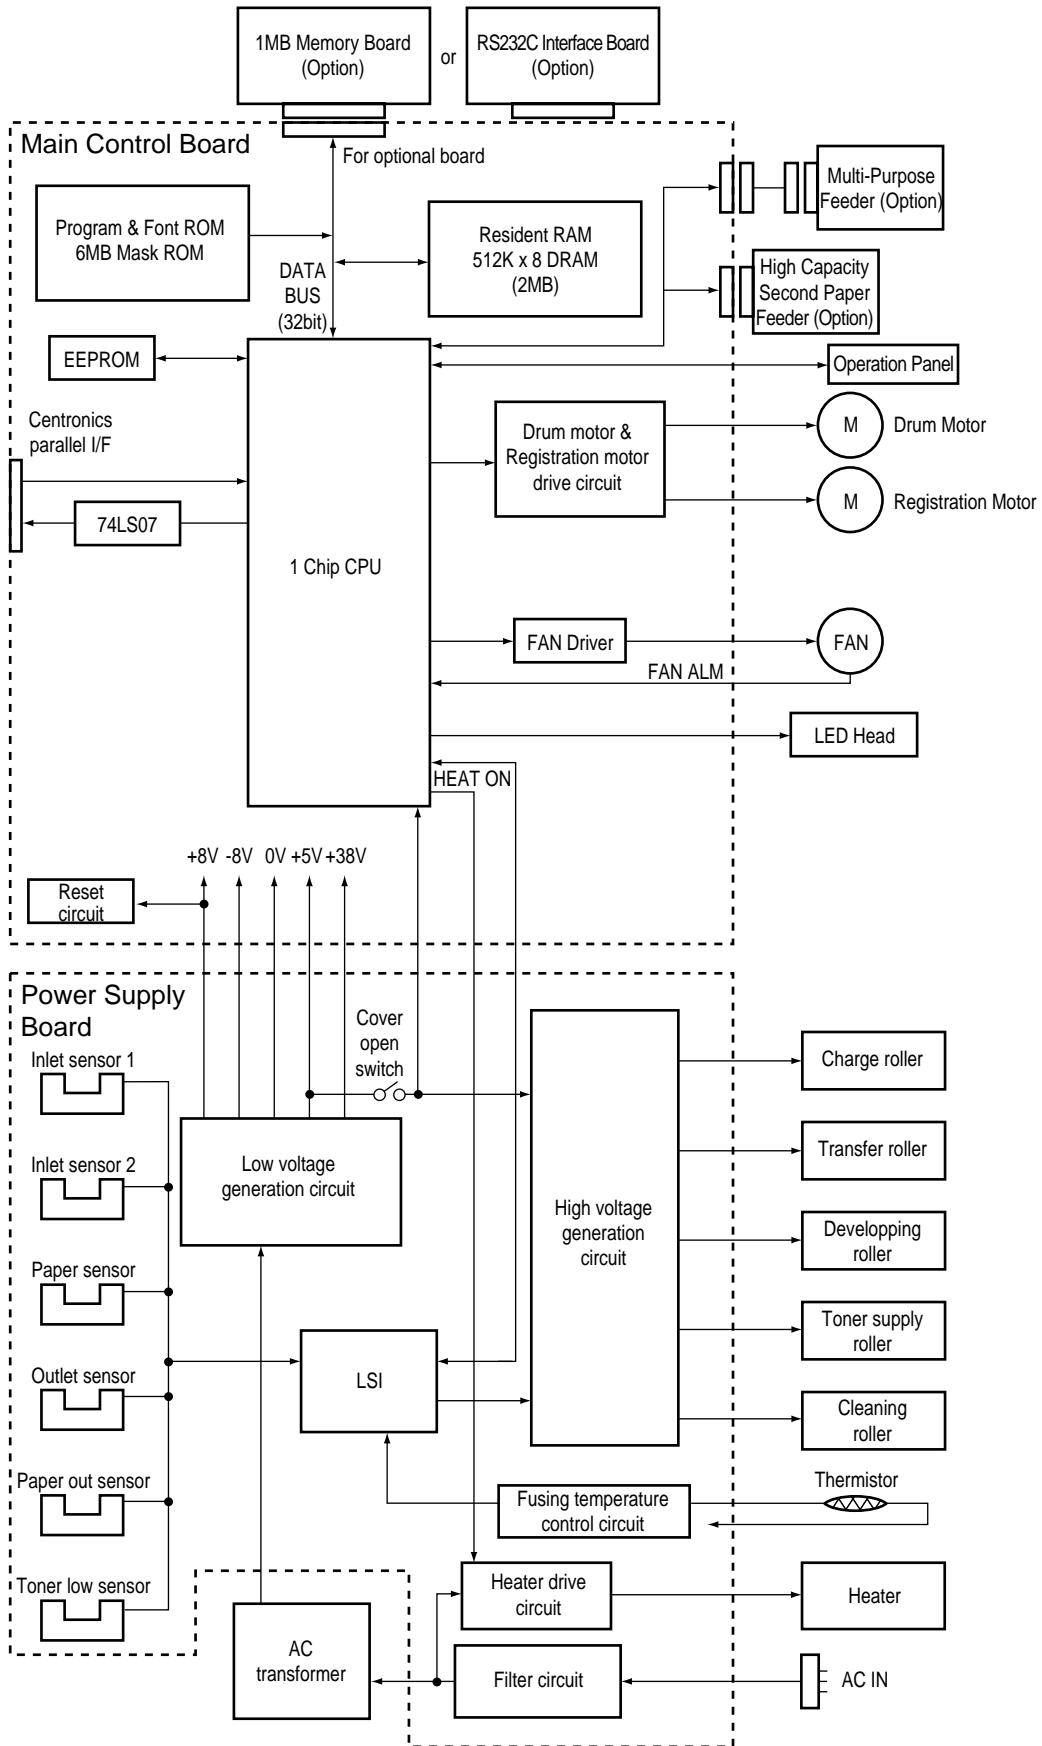 1MB Memory Board
(Option)
or
RS232C Interface Board
(Option)
Main Control Board
For optional board
Multi-Purpose
Feeder (Option)
Program & Font ROM
6MB Mask ROM
Resident RAM
512K x 8 DRAM
(2MB)
DATA
BUS
(32bit)
High Capacity
Second Paper
Feeder (Option)
EEPROM
Operation Panel
Centronics
parallel I/F
Drum motor &
Registration motor
drive circuit
M
Drum Motor
M
Registration Motor
74LS07
1 Chip CPU
FAN Driver
FAN
FAN ALM
LED Head
HEAT ON
+8V
-8V
0V
+5V
+38V
Reset
circuit
Power Supply
Board
Cover
open
switch
Inlet sensor 1
Charge roller
Inlet sensor 2
Low voltage
generation circuit
Transfer roller
High voltage
generation
circuit
Developping
roller
Paper sensor
Toner supply
roller
Outlet sensor
LSI
Cleaning
roller
Paper out sensor
Fusing temperature
control circuit
Thermistor
Toner low sensor
Heater drive
circuit
Heater
AC
transformer
Filter circuit
AC IN